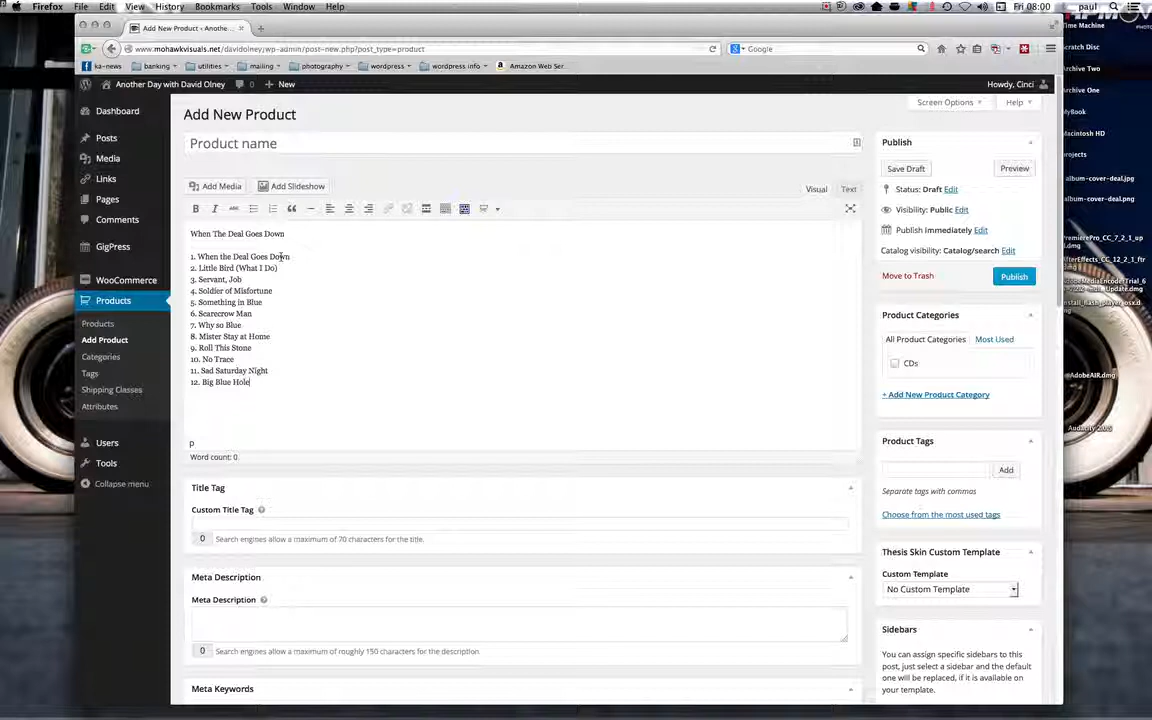 Firefox File Edit View History Bookmarks Tools Window Help
Fri 08:00 paul
Add New Product ‹ Anothe...
www.mohawkvisuals.net/davidolney/wp-admin/post-new.php?post_type=product
Google
ka-news banking utilities mailing photography wordpress wordpress info Amazon Web Ser...
Another Day with David Olney 0 + New
Howdy, Cinci
Dashboard
Posts
Media
Links
Pages
Comments
GigPress
WooCommerce
Products
Products
Add Product
Categories
Tags
Shipping Classes
Attributes
Users
Tools
Collapse menu
Screen Options Help
Add New Product
Product name
Add Media Add Slideshow
Visual Text
When The Deal Goes Down
1. When the Deal Goes Down
2. Little Bird (What I Do)
3. Servant, Job
4. Soldier of Misfortune
5. Something in Blue
6. Scarecrow Man
7. Why so Blue
8. Mister Stay at Home
9. Roll This Stone
10. No Trace
11. Sad Saturday Night
12. Big Blue Hole
p
Word count: 0
Title Tag
Custom Title Tag
0 Search engines allow a maximum of 70 characters for the title.
Meta Description
Meta Description
0 Search engines allow a maximum of roughly 150 characters for the description.
Meta Keywords
Publish
Save Draft Preview
Status: Draft Edit
Visibility: Public Edit
Publish immediately Edit
Catalog visibility: Catalog/search Edit
Move to Trash Publish
Product Categories
All Product Categories Most Used
CDs
+ Add New Product Category
Product Tags
Add
Separate tags with commas
Choose from the most used tags
Thesis Skin Custom Template
Custom Template
No Custom Template
Sidebars
You can assign specific sidebars to this
post, just select a sidebar and the default
one will be replaced, if it is available on
your template.
Time Machine
Scratch Disc
Archive Two
Archive One
MyBook
Macintosh HD
projects
album-cover-deal.jpg
album-cover-deal.png